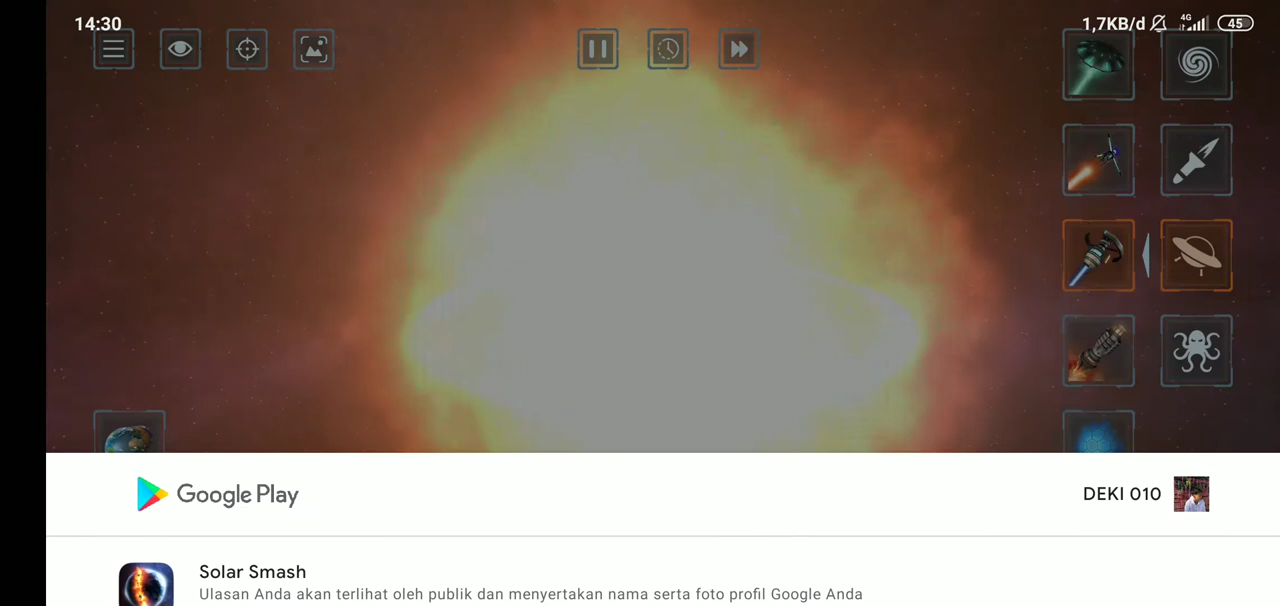 14:30
1,7KB/d 4G 45
Google Play
DEKI 010
Solar Smash
Ulasan Anda akan terlihat oleh publik dan menyertakan nama serta foto profil Google Anda